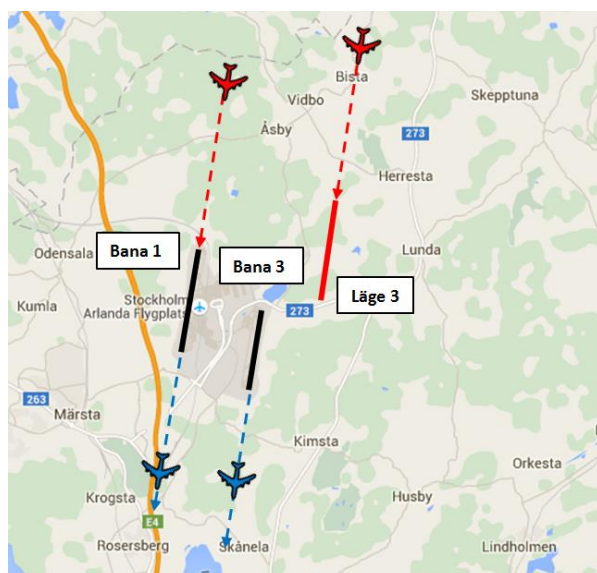 Bista
Vidbo
Skepptuna
Åsby
273
Herresta
Bana 1
Bana 3
Lunda
Odensala
Kumla
Stockholm
Arlanda Flygplats
273
Läge 3
263
Märsta
Kimsta
Krogsta
Husby
Orkesta
E4
Rosersberg
Skånela
Lindholmen